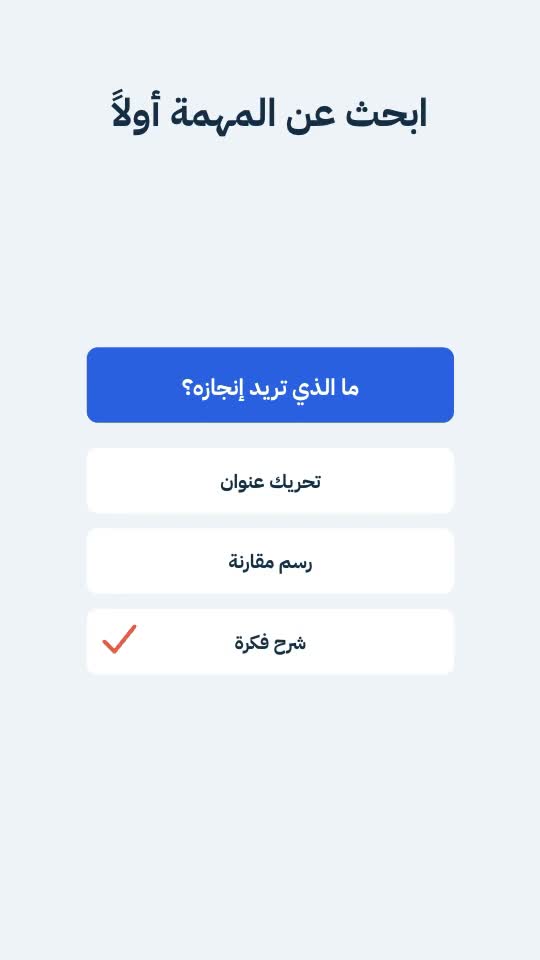 ابحث عن المهمة أولاً
ما الذي تريد إنجازه؟
تحريك عنوان
رسم مقارنة
شرح فكرة